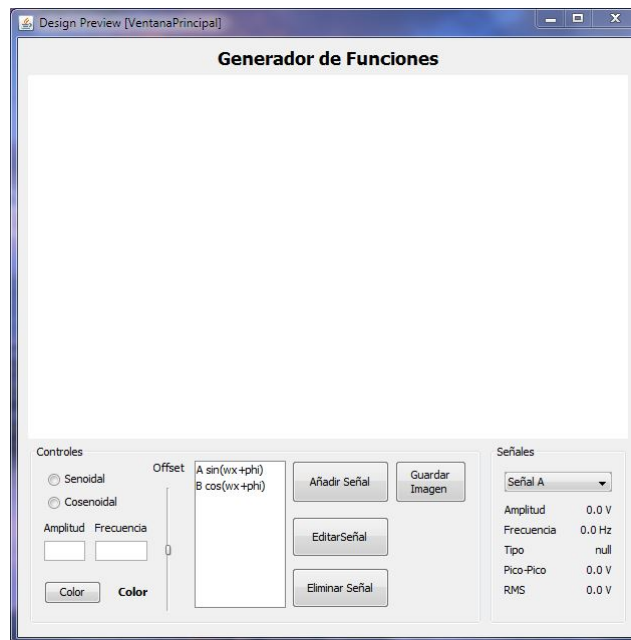 Design Preview [VentanaPrincipal]
Generador de Funciones
Controles
Senoidal
Cosenoidal
Amplitud Frecuencia
Color Color
Offset
A sin(wx+phi)
B cos(wx+phi)
Añadir Señal
EditarSeñal
Eliminar Señal
Guardar
Imagen
Señales
Señal A
Amplitud 0.0 V
Frecuencia 0.0 Hz
Tipo null
Pico-Pico 0.0 V
RMS 0.0 V